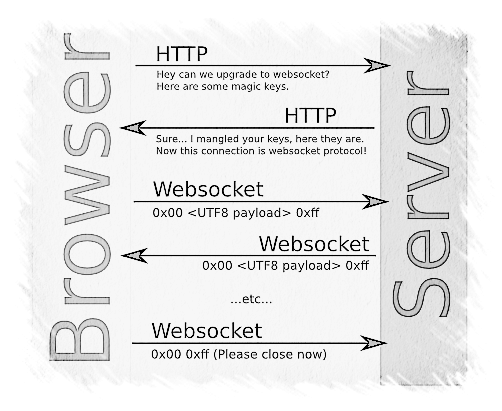 Browser
Server
HTTP
Hey can we upgrade to websocket?
Here are some magic keys.
HTTP
Sure... I mangled your keys, here they are.
Now this connection is websocket protocol!
Websocket
0x00 <UTF8 payload> 0xff
Websocket
0x00 <UTF8 payload> 0xff
...etc...
Websocket
0x00 0xff (Please close now)